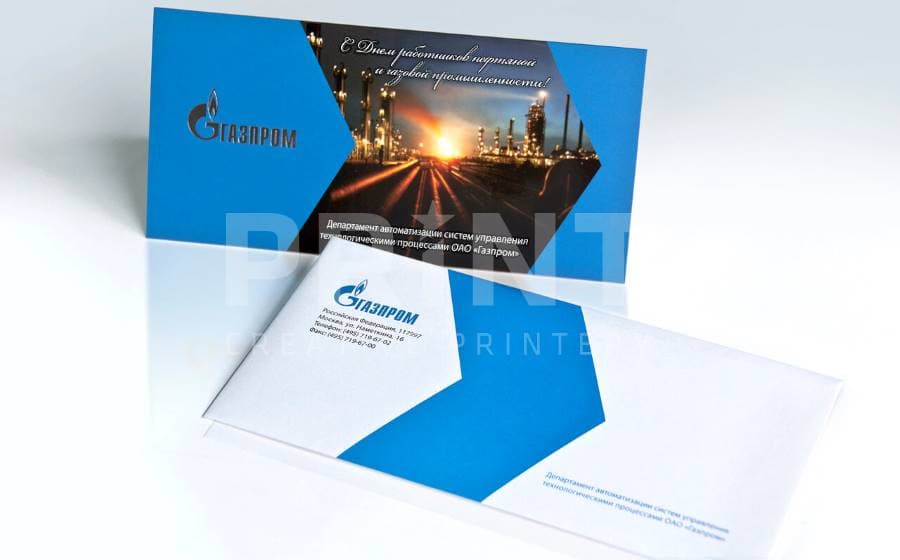 С Днем работников нефтяной
и газовой промышленности!
ГАЗПРОМ
Департамент автоматизации систем управления
технологическими процессами ОАО «Газпром»
PRINT
ГАЗПРОМ
Российская Федерация, 117997
Москва, ул. Наметкина, 16
Телефон: (495) 719-67-02
Факс: (495) 719-67-00
Департамент автоматизации систем управления
технологическими процессами ОАО «Газпром»